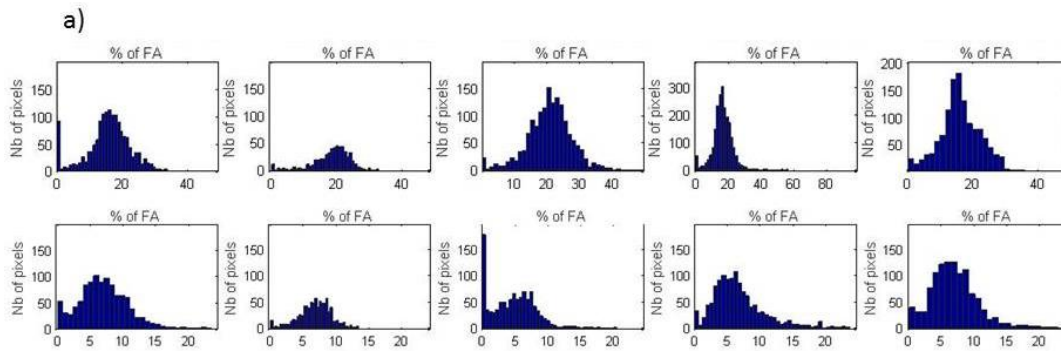 a)
% of FA % of FA % of FA % of FA % of FA
Nb of pixels Nb of pixels Nb of pixels Nb of pixels Nb of pixels
150 150 150 300 200
100 100 100 200 150
50 50 50 100 100
0 0 0 0 50
0
0 20 40 0 20 40 10 20 30 40 0 20 40 60 80 0 20 40
% of FA % of FA % of FA % of FA % of FA
Nb of pixels Nb of pixels Nb of pixels Nb of pixels Nb of pixels
150 150 150 150 150
100 100 100 100 100
50 50 50 50 50
0 0 0 0 0
0 5 10 15 20 0 5 10 15 20 0 5 10 15 20 0 5 10 15 20 0 5 10 15 20